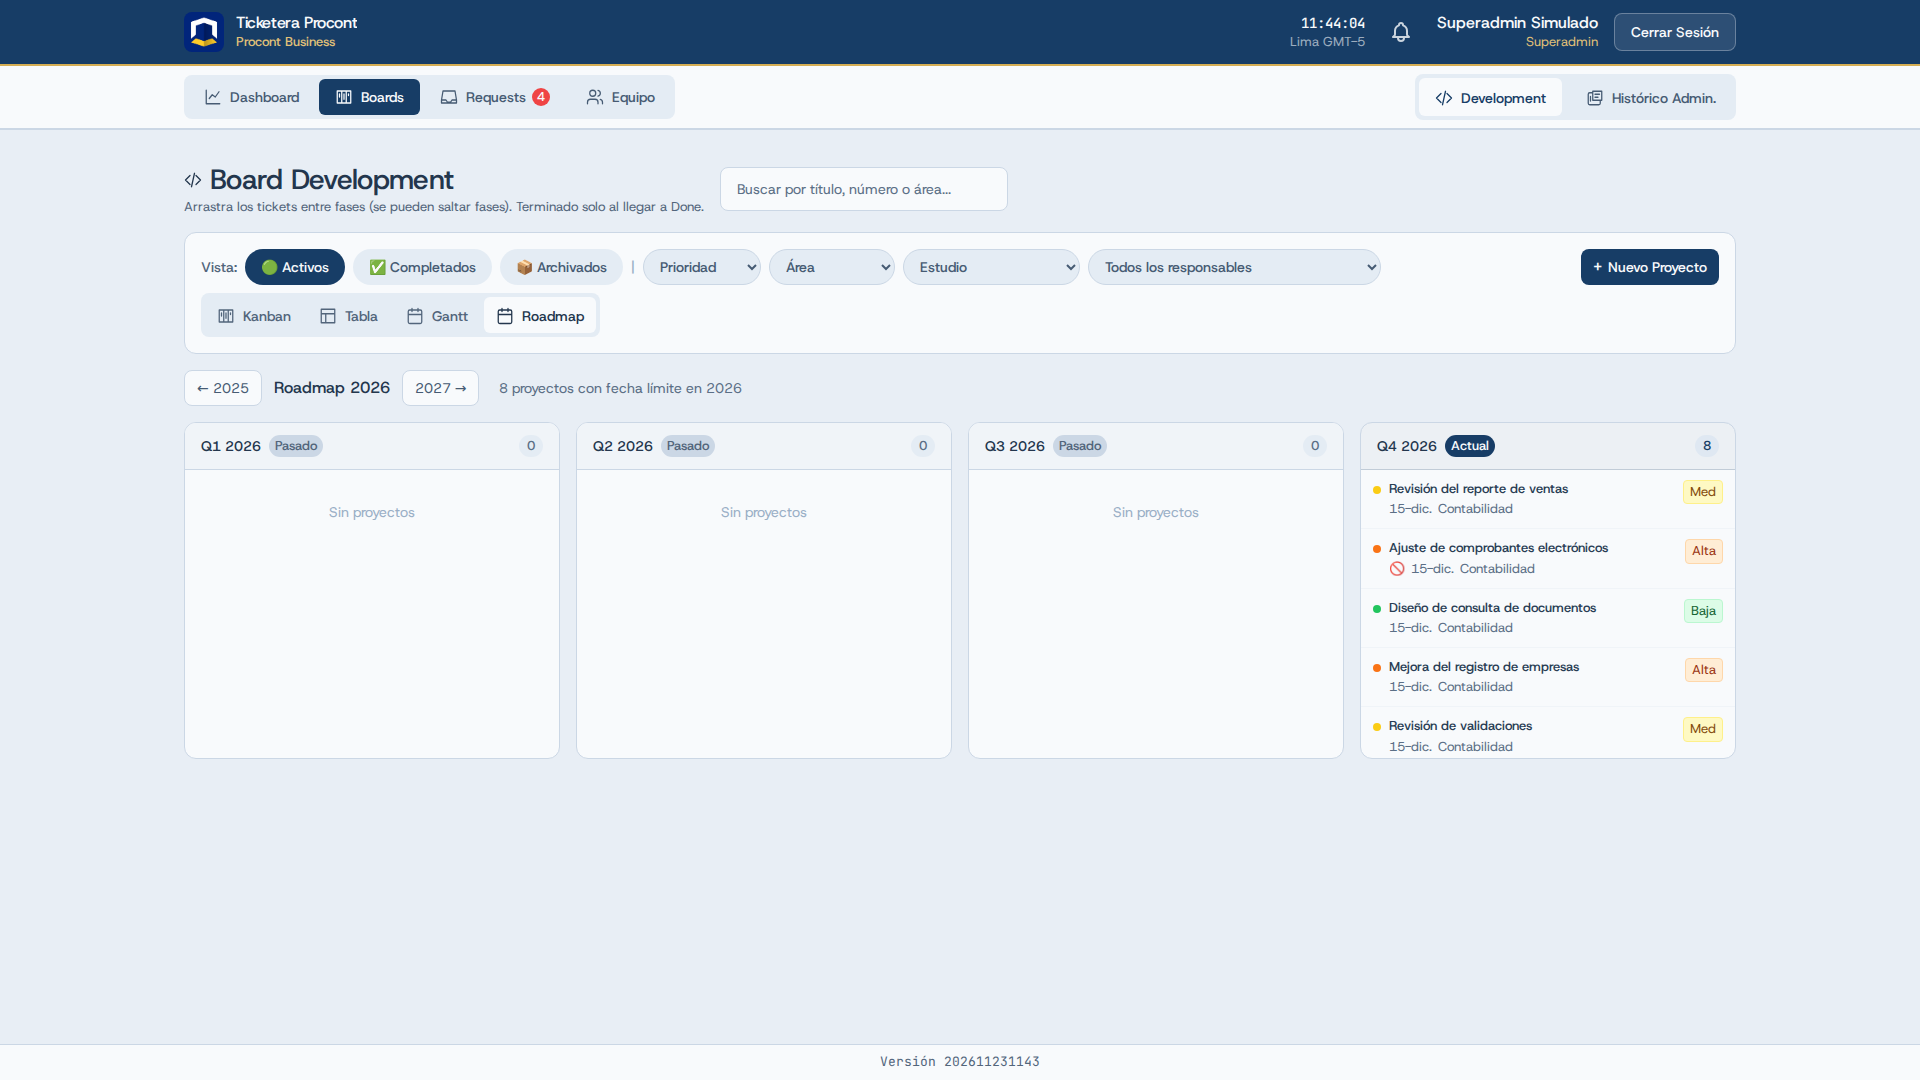 Ticketera Procont
Procont Business
11:44:04
Lima GMT-5
Superadmin Simulado
Superadmin
Cerrar Sesión
Dashboard
Boards
Requests 4
Equipo
Development
Histórico Admin.
Board Development
Arrastra los tickets entre fases (se pueden saltar fases). Terminado solo al llegar a Done.
Buscar por título, número o área...
Vista:
Activos
Completados
Archivados
|
Prioridad
Área
Estudio
Todos los responsables
+ Nuevo Proyecto
Kanban
Tabla
Gantt
Roadmap
← 2025
Roadmap 2026
2027 →
8 proyectos con fecha límite en 2026
Q1 2026 Pasado 0
Sin proyectos
Q2 2026 Pasado 0
Sin proyectos
Q3 2026 Pasado 0
Sin proyectos
Q4 2026 Actual 8
Revisión del reporte de ventas Med
15-dic. Contabilidad
Ajuste de comprobantes electrónicos Alta
15-dic. Contabilidad
Diseño de consulta de documentos Baja
15-dic. Contabilidad
Mejora del registro de empresas Alta
15-dic. Contabilidad
Revisión de validaciones Med
15-dic. Contabilidad
Versión 202611231143